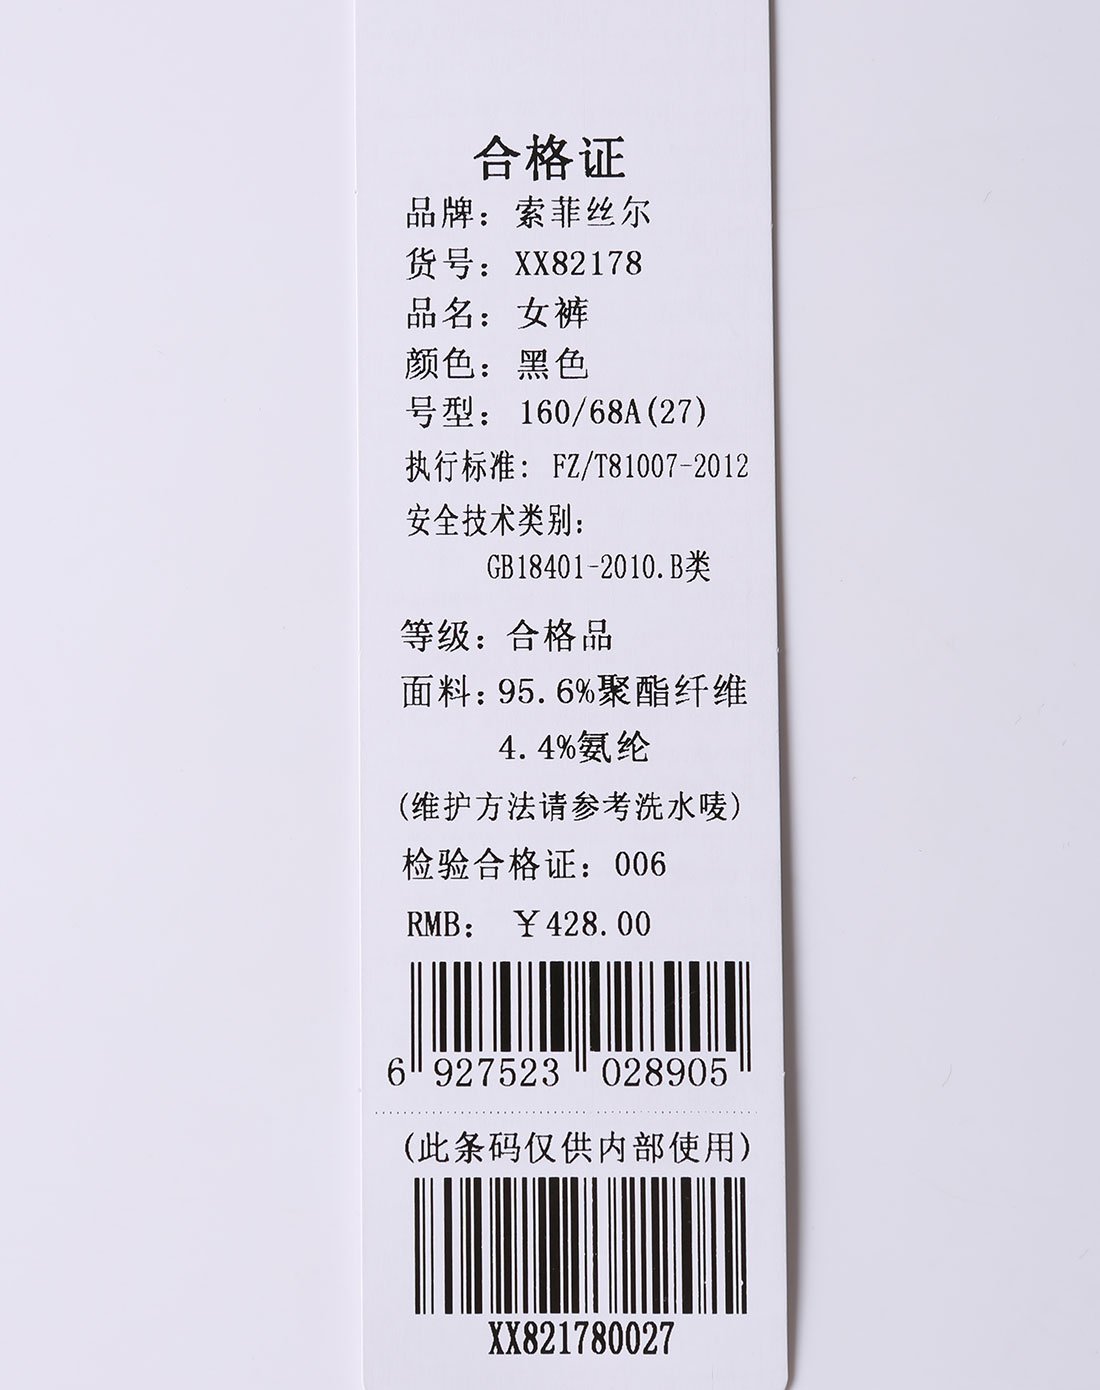 合格证
品牌：索菲丝尔
货号：XX82178
品名：女裤
颜色：黑色
号型：160/68A(27)
执行标准：FZ/T81007-2012
安全技术类别：
GB18401-2010.B类
等级：合格品
面料：95.6%聚酯纤维
4.4%氨纶
(维护方法请参考洗水唛)
检验合格证：006
RMB：￥428.00
6 927523 028905
(此条码仅供内部使用)
XX821780027